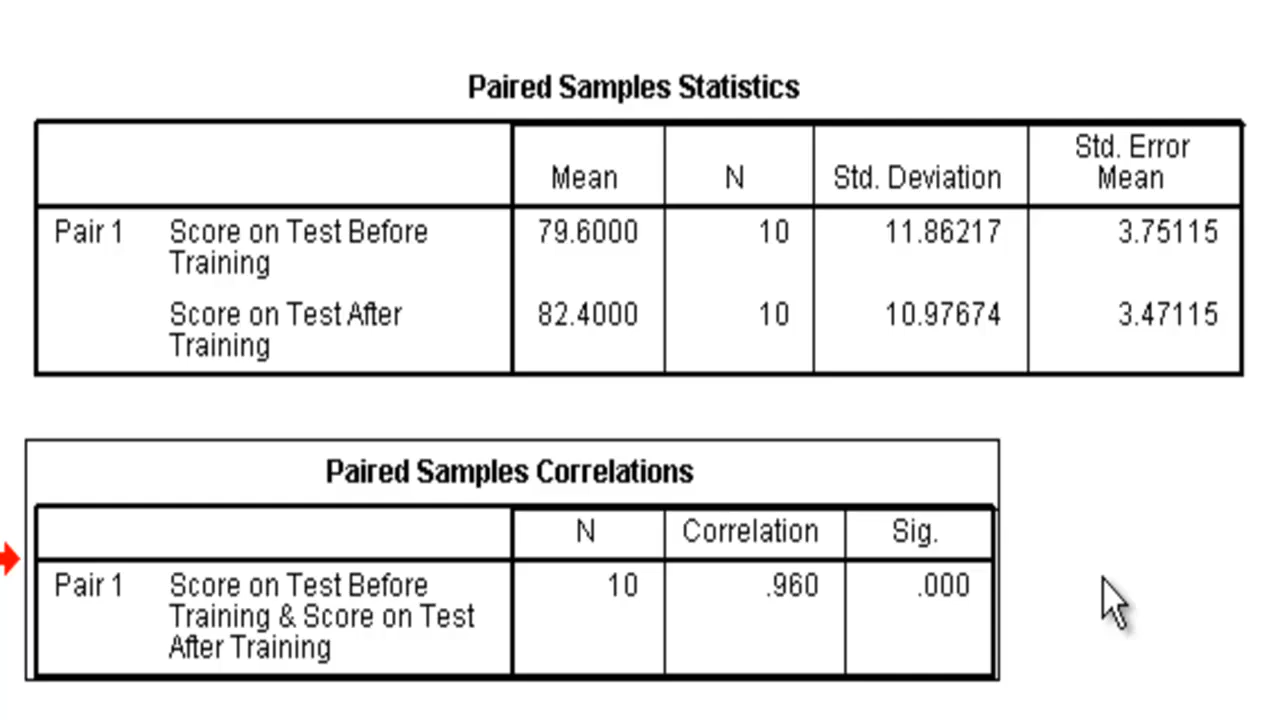 Paired Samples Statistics
Mean N Std. Deviation Std. Error Mean
Pair 1 Score on Test Before Training 79.6000 10 11.86217 3.75115
Score on Test After Training 82.4000 10 10.97674 3.47115
Paired Samples Correlations
N Correlation Sig.
Pair 1 Score on Test Before Training & Score on Test After Training 10 .960 .000